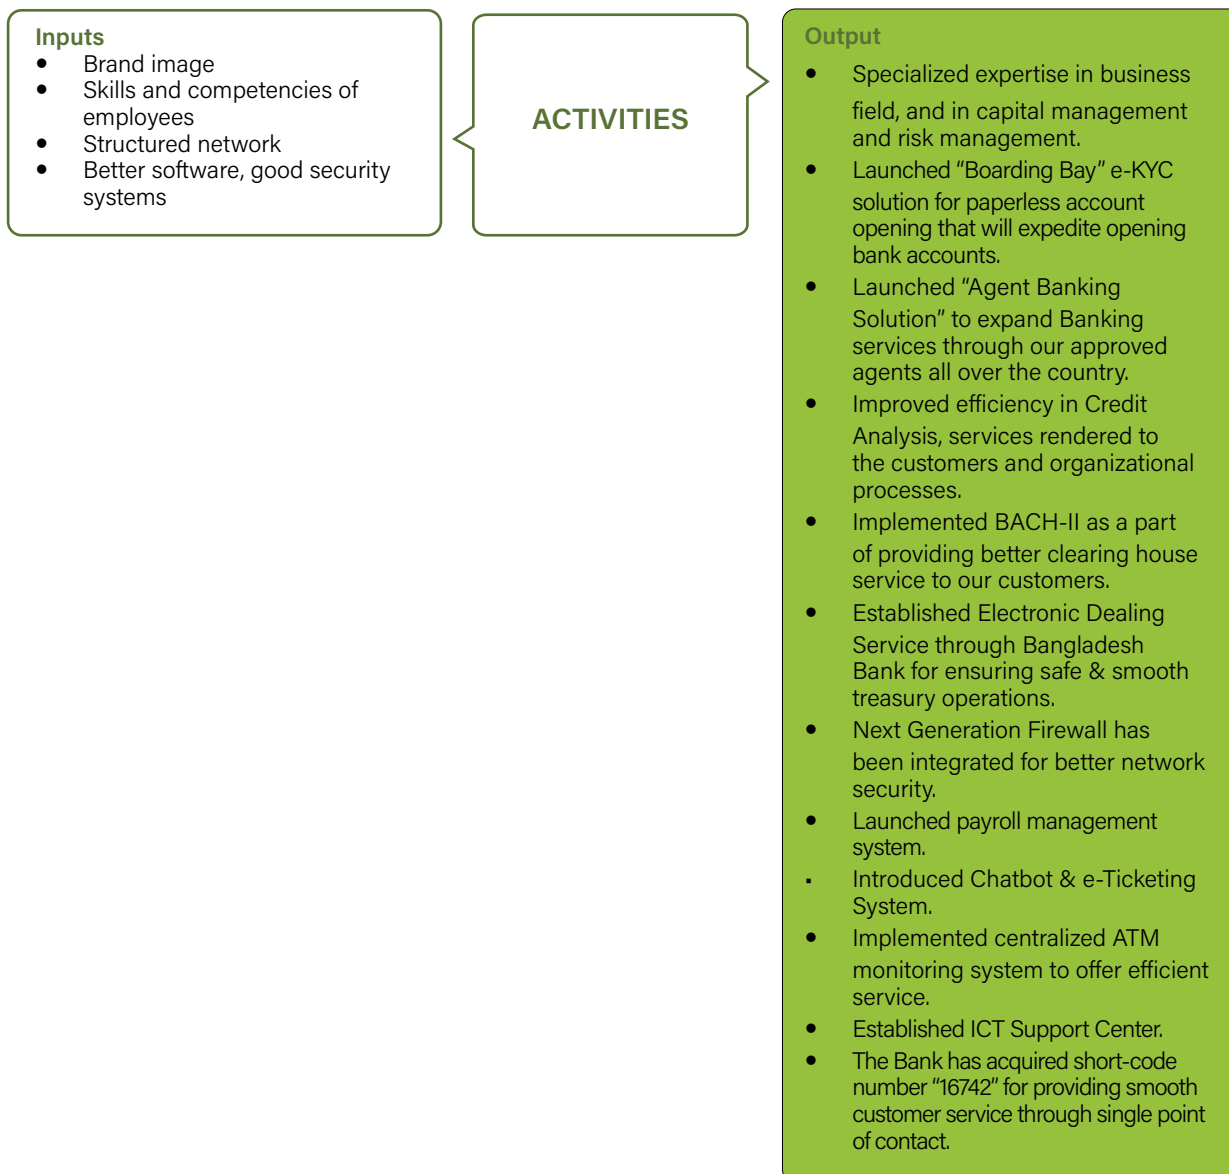 Inputs
• Brand image
• Skills and competencies of
employees
• Structured network
• Better software, good security
systems
ACTIVITIES
Output
• Specialized expertise in business
field, and in capital management
and risk management.
• Launched “Boarding Bay” e-KYC
solution for paperless account
opening that will expedite opening
bank accounts.
• Launched “Agent Banking
Solution” to expand Banking
services through our approved
agents all over the country.
• Improved efficiency in Credit
Analysis, services rendered to
the customers and organizational
processes.
• Implemented BACH-II as a part
of providing better clearing house
service to our customers.
• Established Electronic Dealing
Service through Bangladesh
Bank for ensuring safe & smooth
treasury operations.
• Next Generation Firewall has
been integrated for better network
security.
• Launched payroll management
system.
▪ Introduced Chatbot & e-Ticketing
System.
• Implemented centralized ATM
monitoring system to offer efficient
service.
• Established ICT Support Center.
• The Bank has acquired short-code
number “16742” for providing smooth
customer service through single point
of contact.